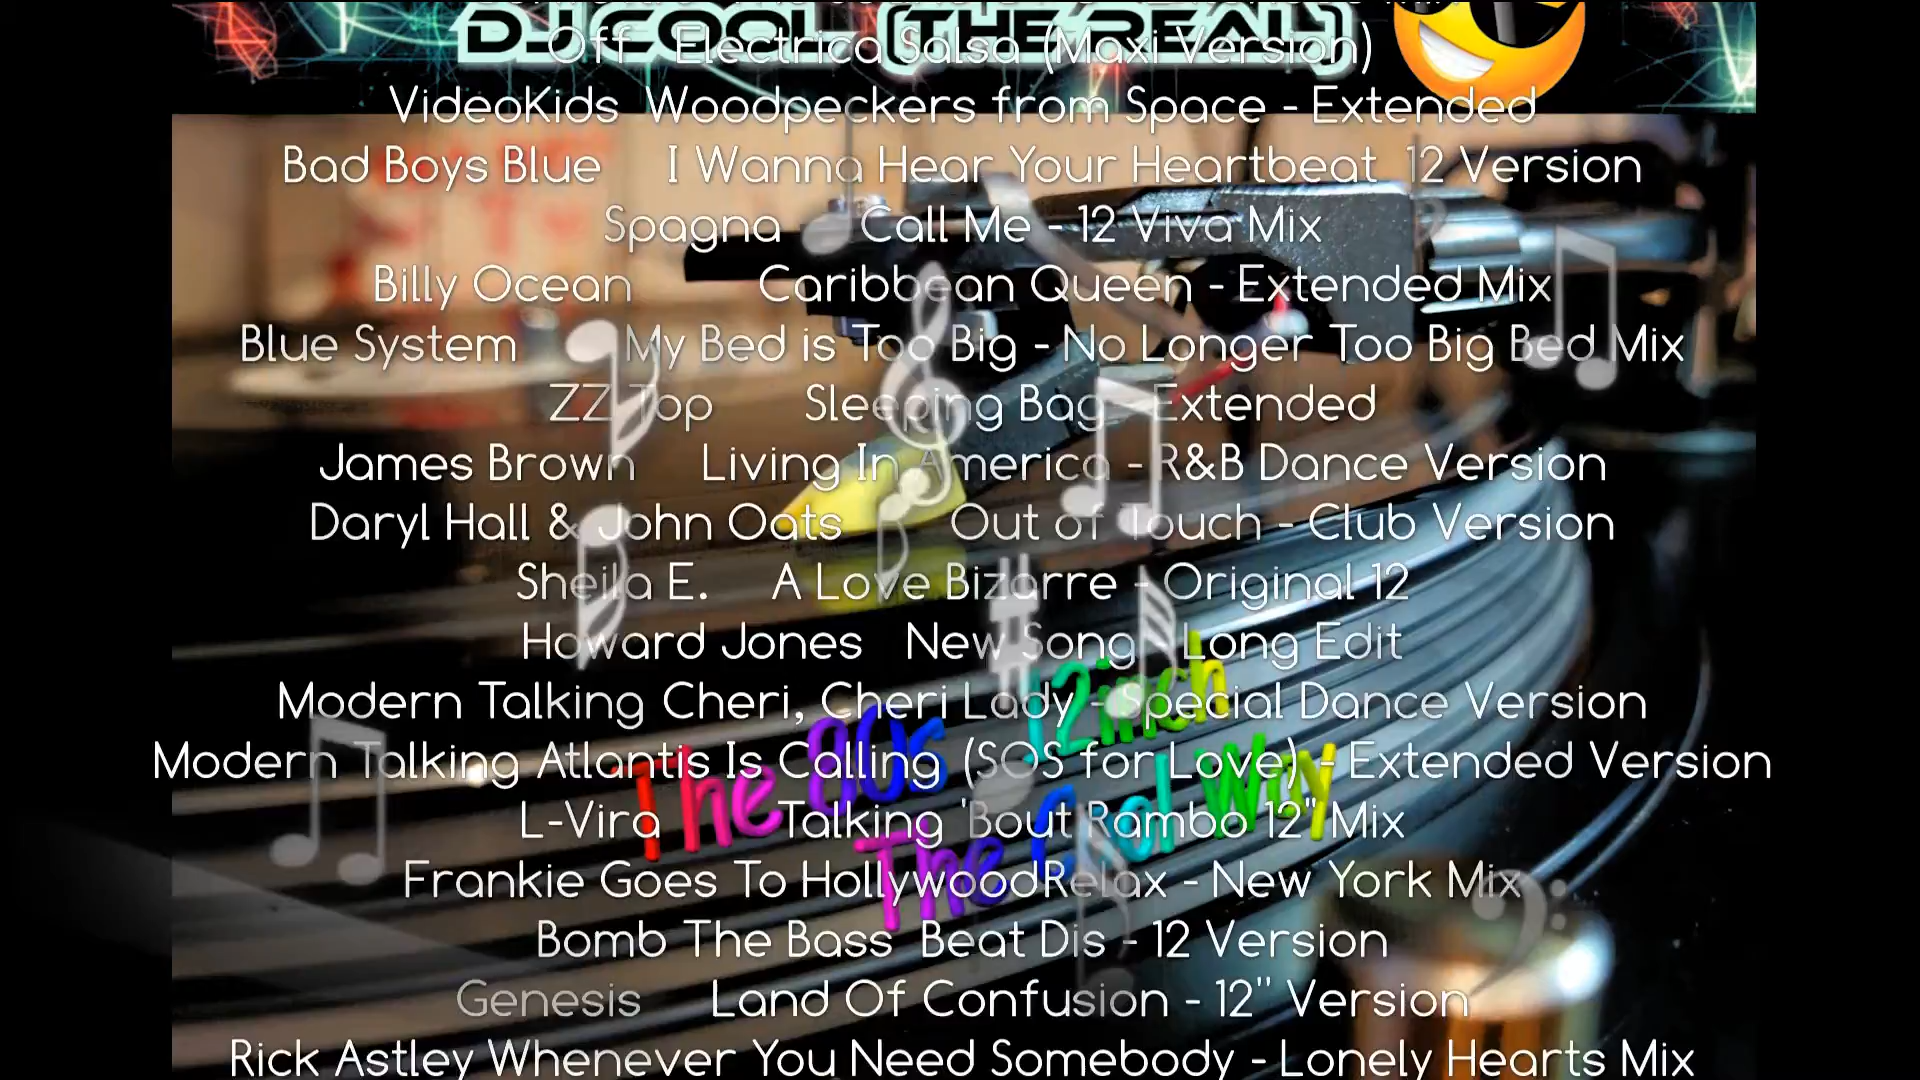 DJ COOL (THE REAL)
Off Electrica Salsa (Maxi Version)
VideoKids Woodpeckers from Space - Extended
Bad Boys Blue I Wanna Hear Your Heartbeat 12 Version
Spagna Call Me - 12 Viva Mix
Billy Ocean Caribbean Queen - Extended Mix
Blue System My Bed is Too Big - No Longer Too Big Bed Mix
ZZ Top Sleeping Bag - Extended
James Brown Living In America - R&B Dance Version
Daryl Hall & John Oats Out of Touch - Club Version
Sheila E. A Love Bizarre - Original 12
Howard Jones New Song Long Edit
Modern Talking Cheri, Cheri Lady - Special Dance Version
Modern Talking Atlantis Is Calling (SOS for Love) - Extended Version
L-Vira Talking 'Bout Rambo 12" Mix
Frankie Goes To HollywoodRelax - New York Mix
Bomb The Bass Beat Dis - 12 Version
Genesis Land Of Confusion - 12" Version
Rick Astley Whenever You Need Somebody - Lonely Hearts Mix
The 80s 12inch
The Cool Way